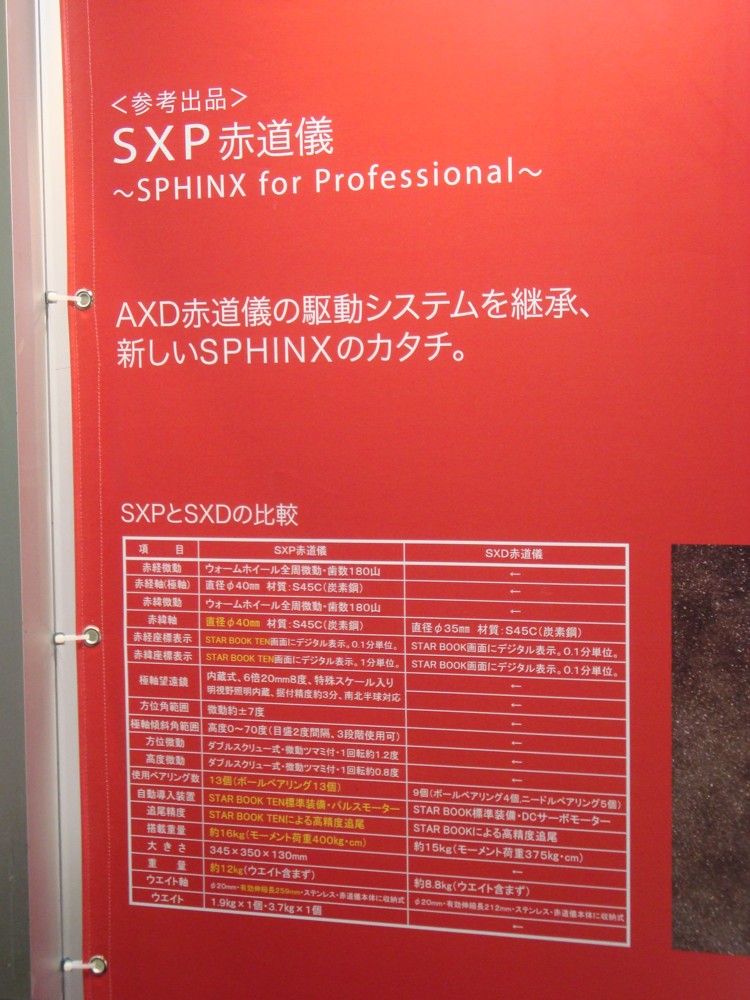 ＜参考出品＞
SXP赤道儀
～SPHINX for Professional～
AXD赤道儀の駆動システムを継承、
新しいSPHINXのカタチ。
SXPとSXDの比較
項　目 SXP赤道儀 SXD赤道儀
赤経微動 ウォームホイール全周微動・歯数180山 ←
赤経軸(極軸) 直径φ40mm 材質：S45C(炭素鋼) ←
赤緯微動 ウォームホイール全周微動・歯数180山 ←
赤緯軸 直径φ40mm 材質：S45C(炭素鋼) 直径φ35mm 材質：S45C(炭素鋼)
赤経座標表示 STAR BOOK TEN画面にデジタル表示。0.1分単位。 STAR BOOK画面にデジタル表示。0.1分単位。
赤緯座標表示 STAR BOOK TEN画面にデジタル表示。1分単位。 STAR BOOK画面にデジタル表示。0.1分単位。
極軸望遠鏡 内蔵式、6倍20mm8度、特殊スケール入り ←
明視野照明内蔵、据付精度約3分、南北半球対応
方位角範囲 微動約±7度 ←
極軸傾斜角範囲 高度0～70度(目盛2度間隔、3段階使用可) ←
方位微動 ダブルスクリュー式・微動ツマミ付・1回転約1.2度 ←
高度微動 ダブルスクリュー式・微動ツマミ付・1回転約0.8度 ←
使用ベアリング数 13個(ボールベアリング13個) 9個(ボールベアリング4個、ニードルベアリング5個)
自動導入装置 STAR BOOK TEN標準装備・パルスモーター STAR BOOK標準装備・DCサーボモーター
追尾精度 STAR BOOK TENによる高精度追尾 STAR BOOKによる高精度追尾
搭載重量 約16kg(モーメント荷重400kg・cm) 約15kg(モーメント荷重375kg・cm)
大 き さ 345×350×130mm ←
重　量 約12kg(ウエイト含まず) 約8.8kg(ウエイト含まず)
ウエイト軸 φ20mm・有効伸縮長259mm・ステンレス・赤道儀本体に収納式 φ20mm・有効伸縮長212mm・ステンレス・赤道儀本体に収納式
ウエイト 1.9kg×1個・3.7kg×1個 ←